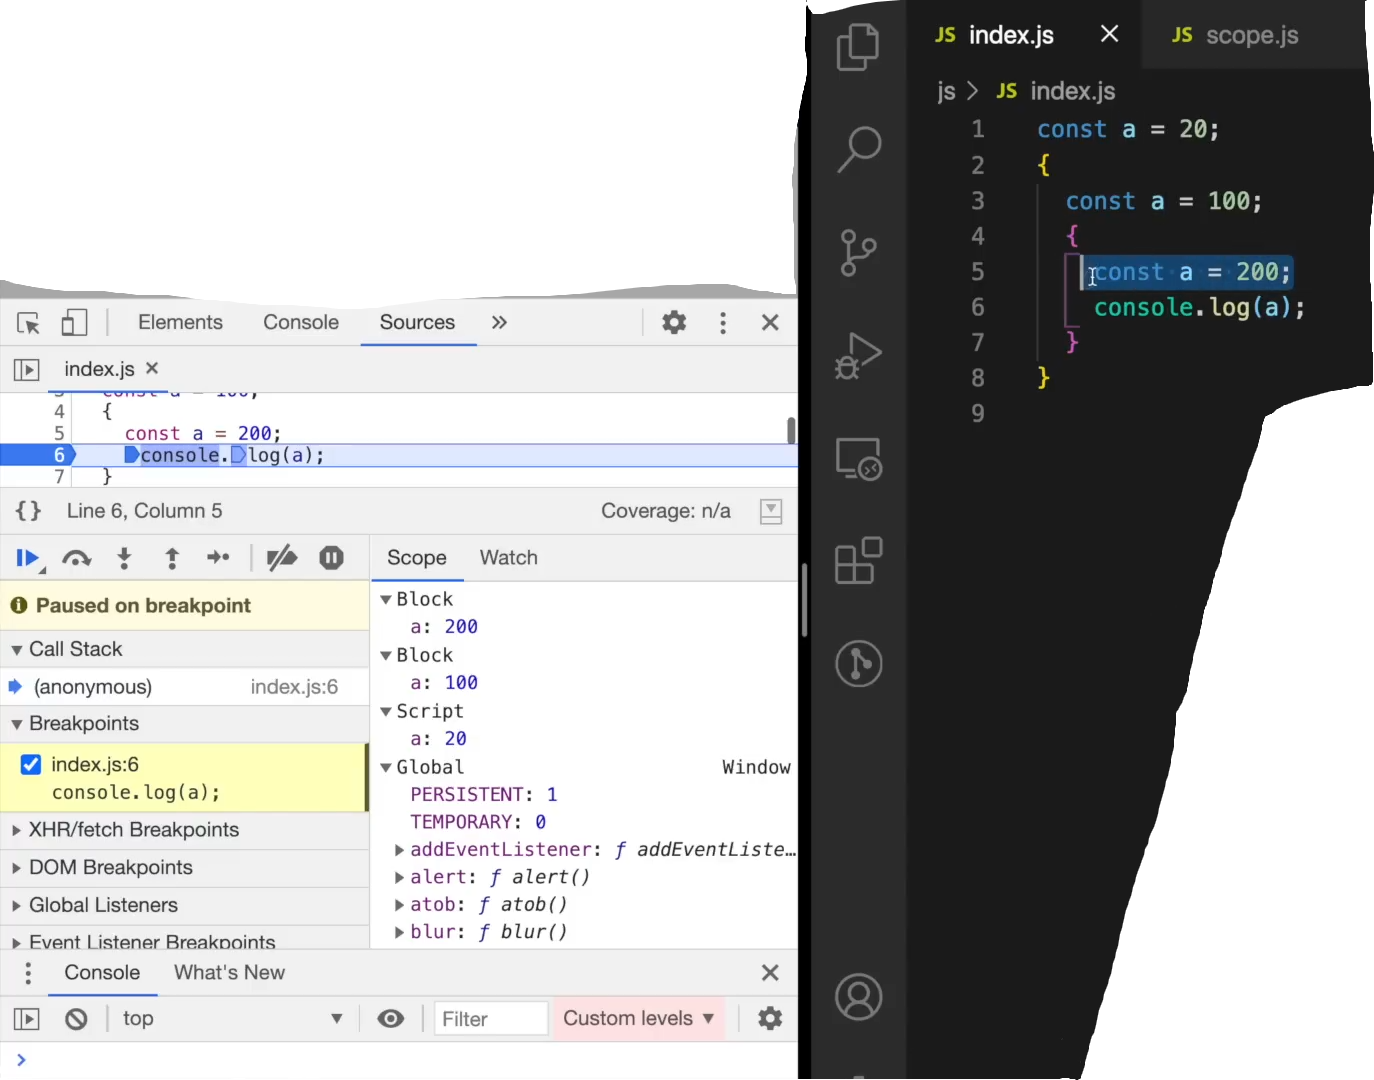 Elements Console Sources »
index.js ×
3 const a = 100;
4 {
5 const a = 200;
6 console.log(a);
7 }
{} Line 6, Column 5 Coverage: n/a
Scope Watch
Paused on breakpoint
Call Stack
(anonymous) index.js:6
Breakpoints
index.js:6
console.log(a);
XHR/fetch Breakpoints
DOM Breakpoints
Global Listeners
Event Listener Breakpoints
Block
a: 200
Block
a: 100
Script
a: 20
Global Window
PERSISTENT: 1
TEMPORARY: 0
addEventListener: ƒ addEventListe…
alert: ƒ alert()
atob: ƒ atob()
blur: ƒ blur()
Console What's New
top Filter Custom levels
JS index.js JS scope.js
js > JS index.js
1 const a = 20;
2 {
3 const a = 100;
4 {
5 const a = 200;
6 console.log(a);
7 }
8 }
9